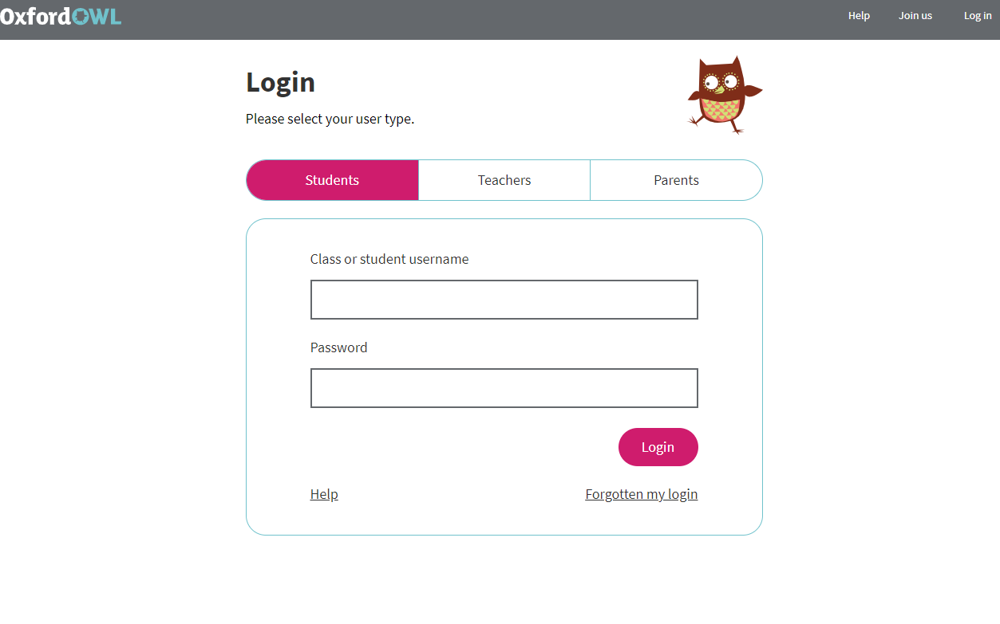 OxfordOWL
Help Join us Log in
Login
Please select your user type.
Students Teachers Parents
Class or student username
Password
Login
Help Forgotten my login